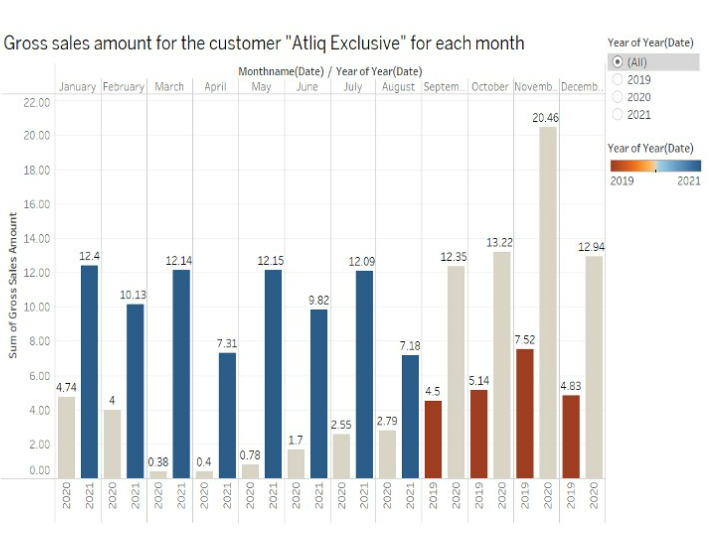 Gross sales amount for the customer "Atliq Exclusive" for each month
Monthname(Date) / Year of Year(Date)
January February March April May June July August Septem.. October Novemb.. Decemb..
Sum of Gross Sales Amount
22.00
20.00
18.00
16.00
14.00
12.00
10.00
8.00
6.00
4.00
2.00
0.00
4.74 12.4 4 10.13 0.38 12.14 0.4 7.31 0.78 12.15 1.7 9.82 2.55 12.09 2.79 7.18 4.5 12.35 5.14 13.22 7.52 20.46 4.83 12.94
2020 2021 2020 2021 2020 2021 2020 2021 2020 2021 2020 2021 2020 2021 2020 2021 2019 2020 2019 2020 2019 2020 2019 2020
Year of Year(Date)
(All)
2019
2020
2021
Year of Year(Date)
2019 2021